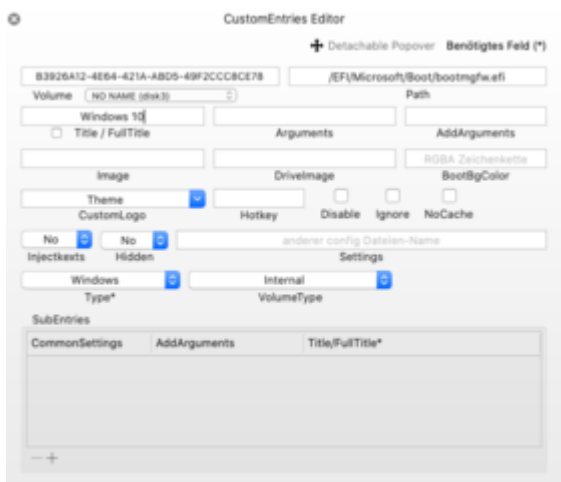 CustomEntries Editor
Detachable Popover Benötigtes Feld (*)
B3926A12-4E64-421A-ABD5-49F2CCC8CE78 /EFI/Microsoft/Boot/bootmgfw.efi
Volume NO NAME (disk3) Path
Windows 10
Title / FullTitle Arguments AddArguments
RGBA Zeichenkette
Image DriveImage BootBgColor
Theme
CustomLogo Hotkey Disable Ignore NoCache
No No anderer config Dateien-Name
Injectkexts Hidden Settings
Windows Internal
Type* VolumeType
SubEntries
CommonSettings AddArguments Title/FullTitle*